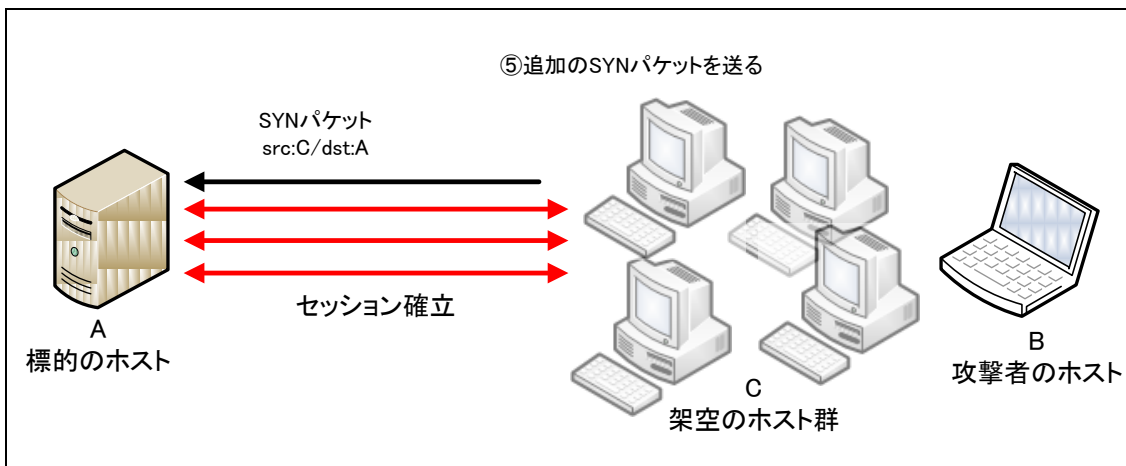 ⑤追加のSYNパケットを送る
SYNパケット
src:C/dst:A
セッション確立
A
標的のホスト
C
架空のホスト群
B
攻撃者のホスト